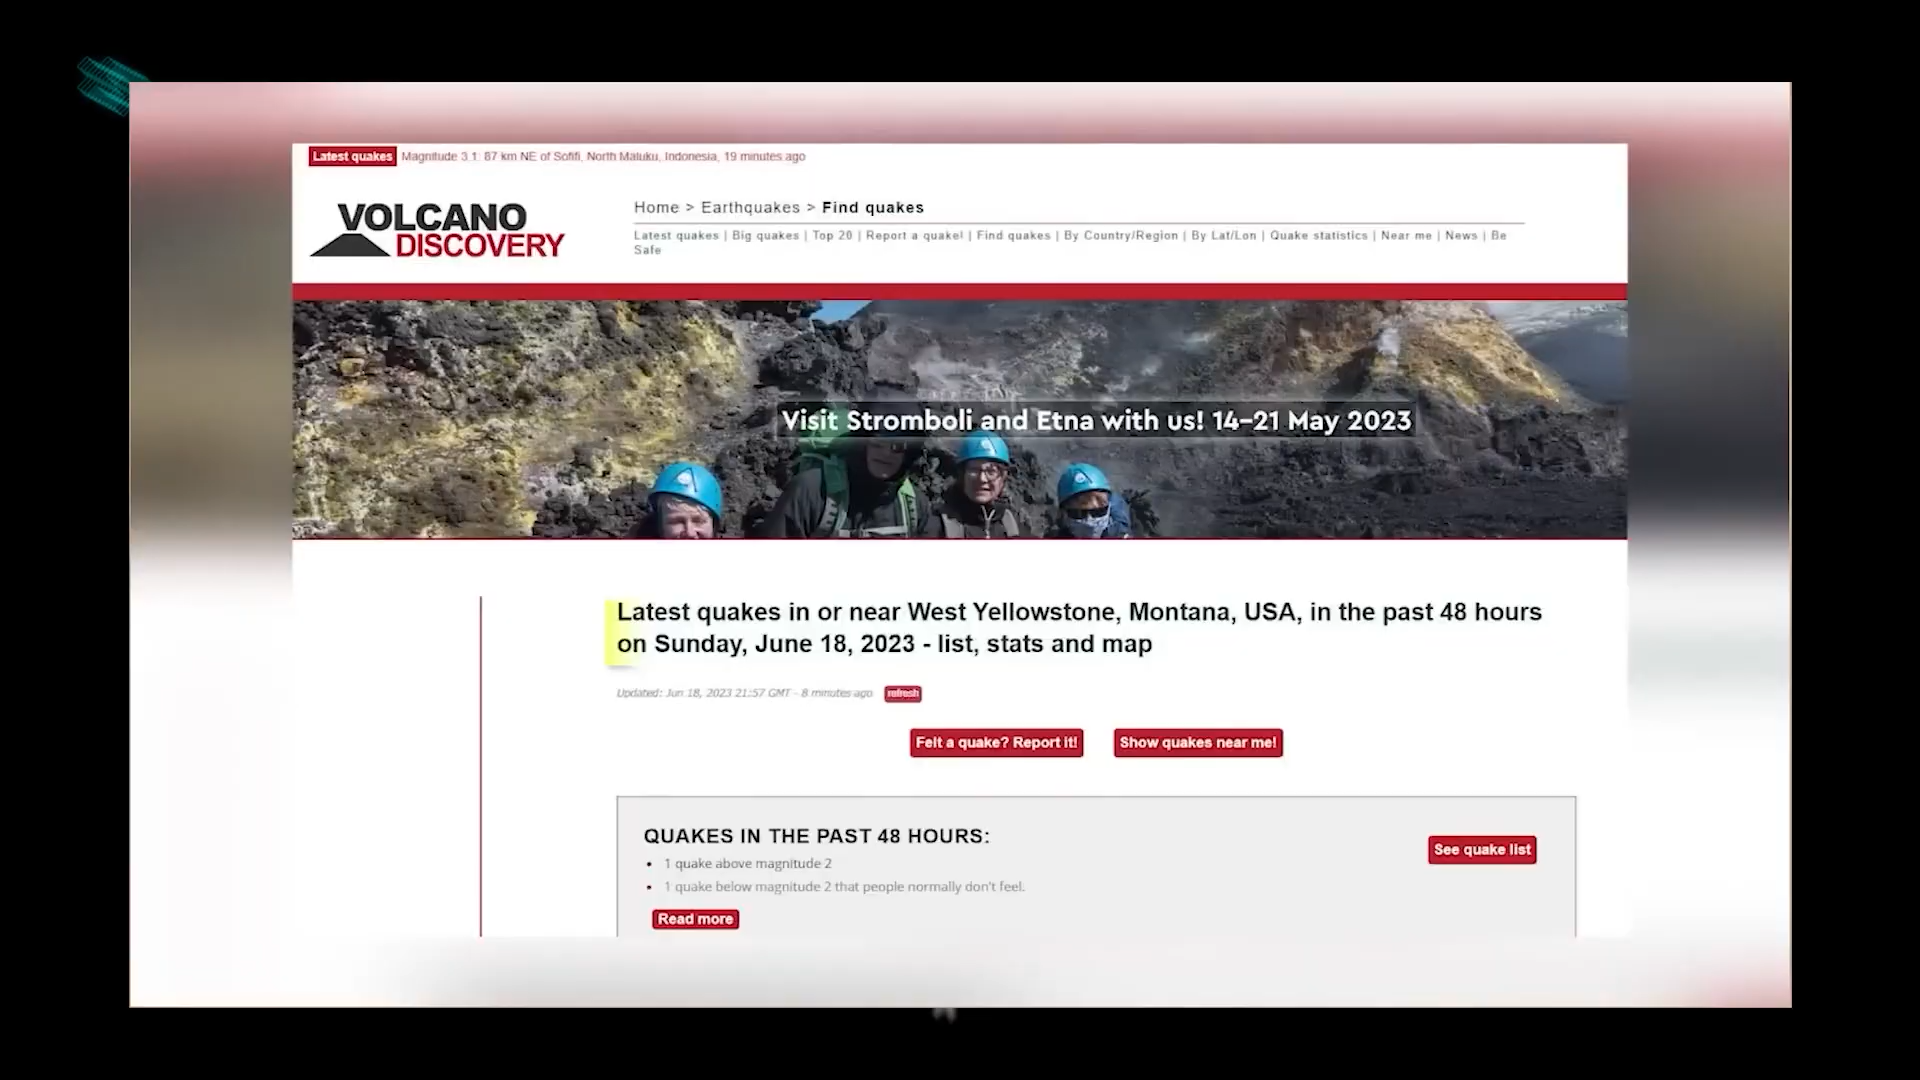 Latest quakes Magnitude 3.1: 87 km NE of Sofifi, North Maluku, Indonesia, 19 minutes ago
VOLCANO
DISCOVERY
Home > Earthquakes > Find quakes
Latest quakes | Big quakes | Top 20 | Report a quake! | Find quakes | By Country/Region | By Lat/Lon | Quake statistics | Near me | News | Be
Safe
Visit Stromboli and Etna with us! 14–21 May 2023
Latest quakes in or near West Yellowstone, Montana, USA, in the past 48 hours
on Sunday, June 18, 2023 - list, stats and map
Updated: Jun 18, 2023 21:57 GMT - 8 minutes ago refresh
Felt a quake? Report it! Show quakes near me!
QUAKES IN THE PAST 48 HOURS:
See quake list
• 1 quake above magnitude 2
• 1 quake below magnitude 2 that people normally don't feel.
Read more